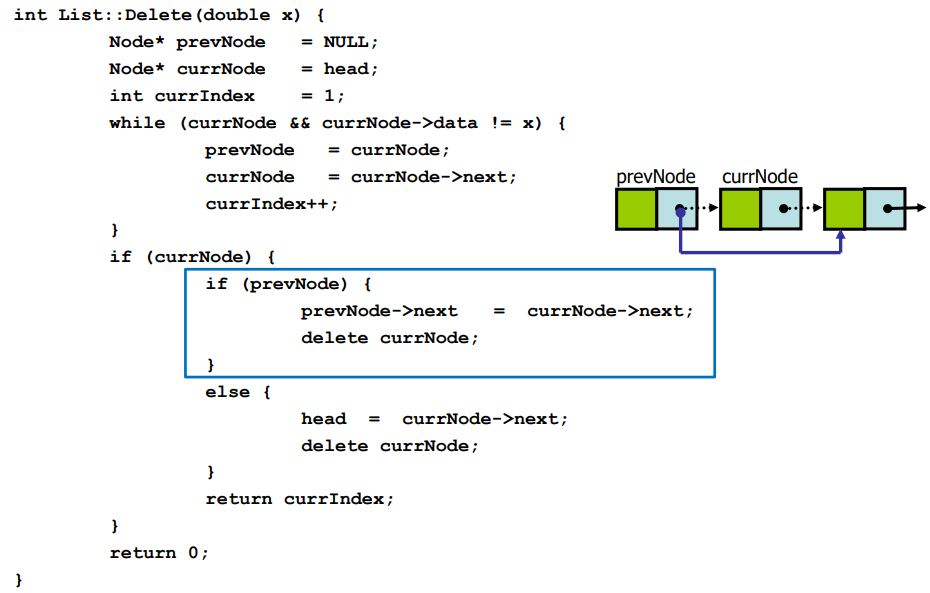 int List::Delete(double x) {
Node* prevNode = NULL;
Node* currNode = head;
int currIndex = 1;
while (currNode && currNode->data != x) {
prevNode = currNode;
currNode = currNode->next;
currIndex++;
}
prevNode currNode
if (currNode) {
if (prevNode) {
prevNode->next = currNode->next;
delete currNode;
}
else {
head = currNode->next;
delete currNode;
}
return currIndex;
}
return 0;
}